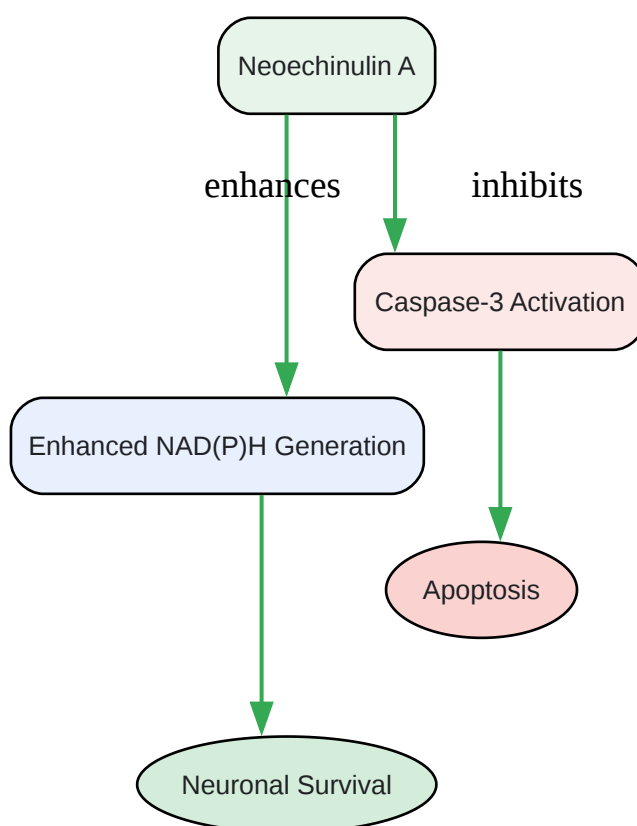 Neoechinulin A
enhances
inhibits
Caspase-3 Activation
Enhanced NAD(P)H Generation
Apoptosis
Neuronal Survival